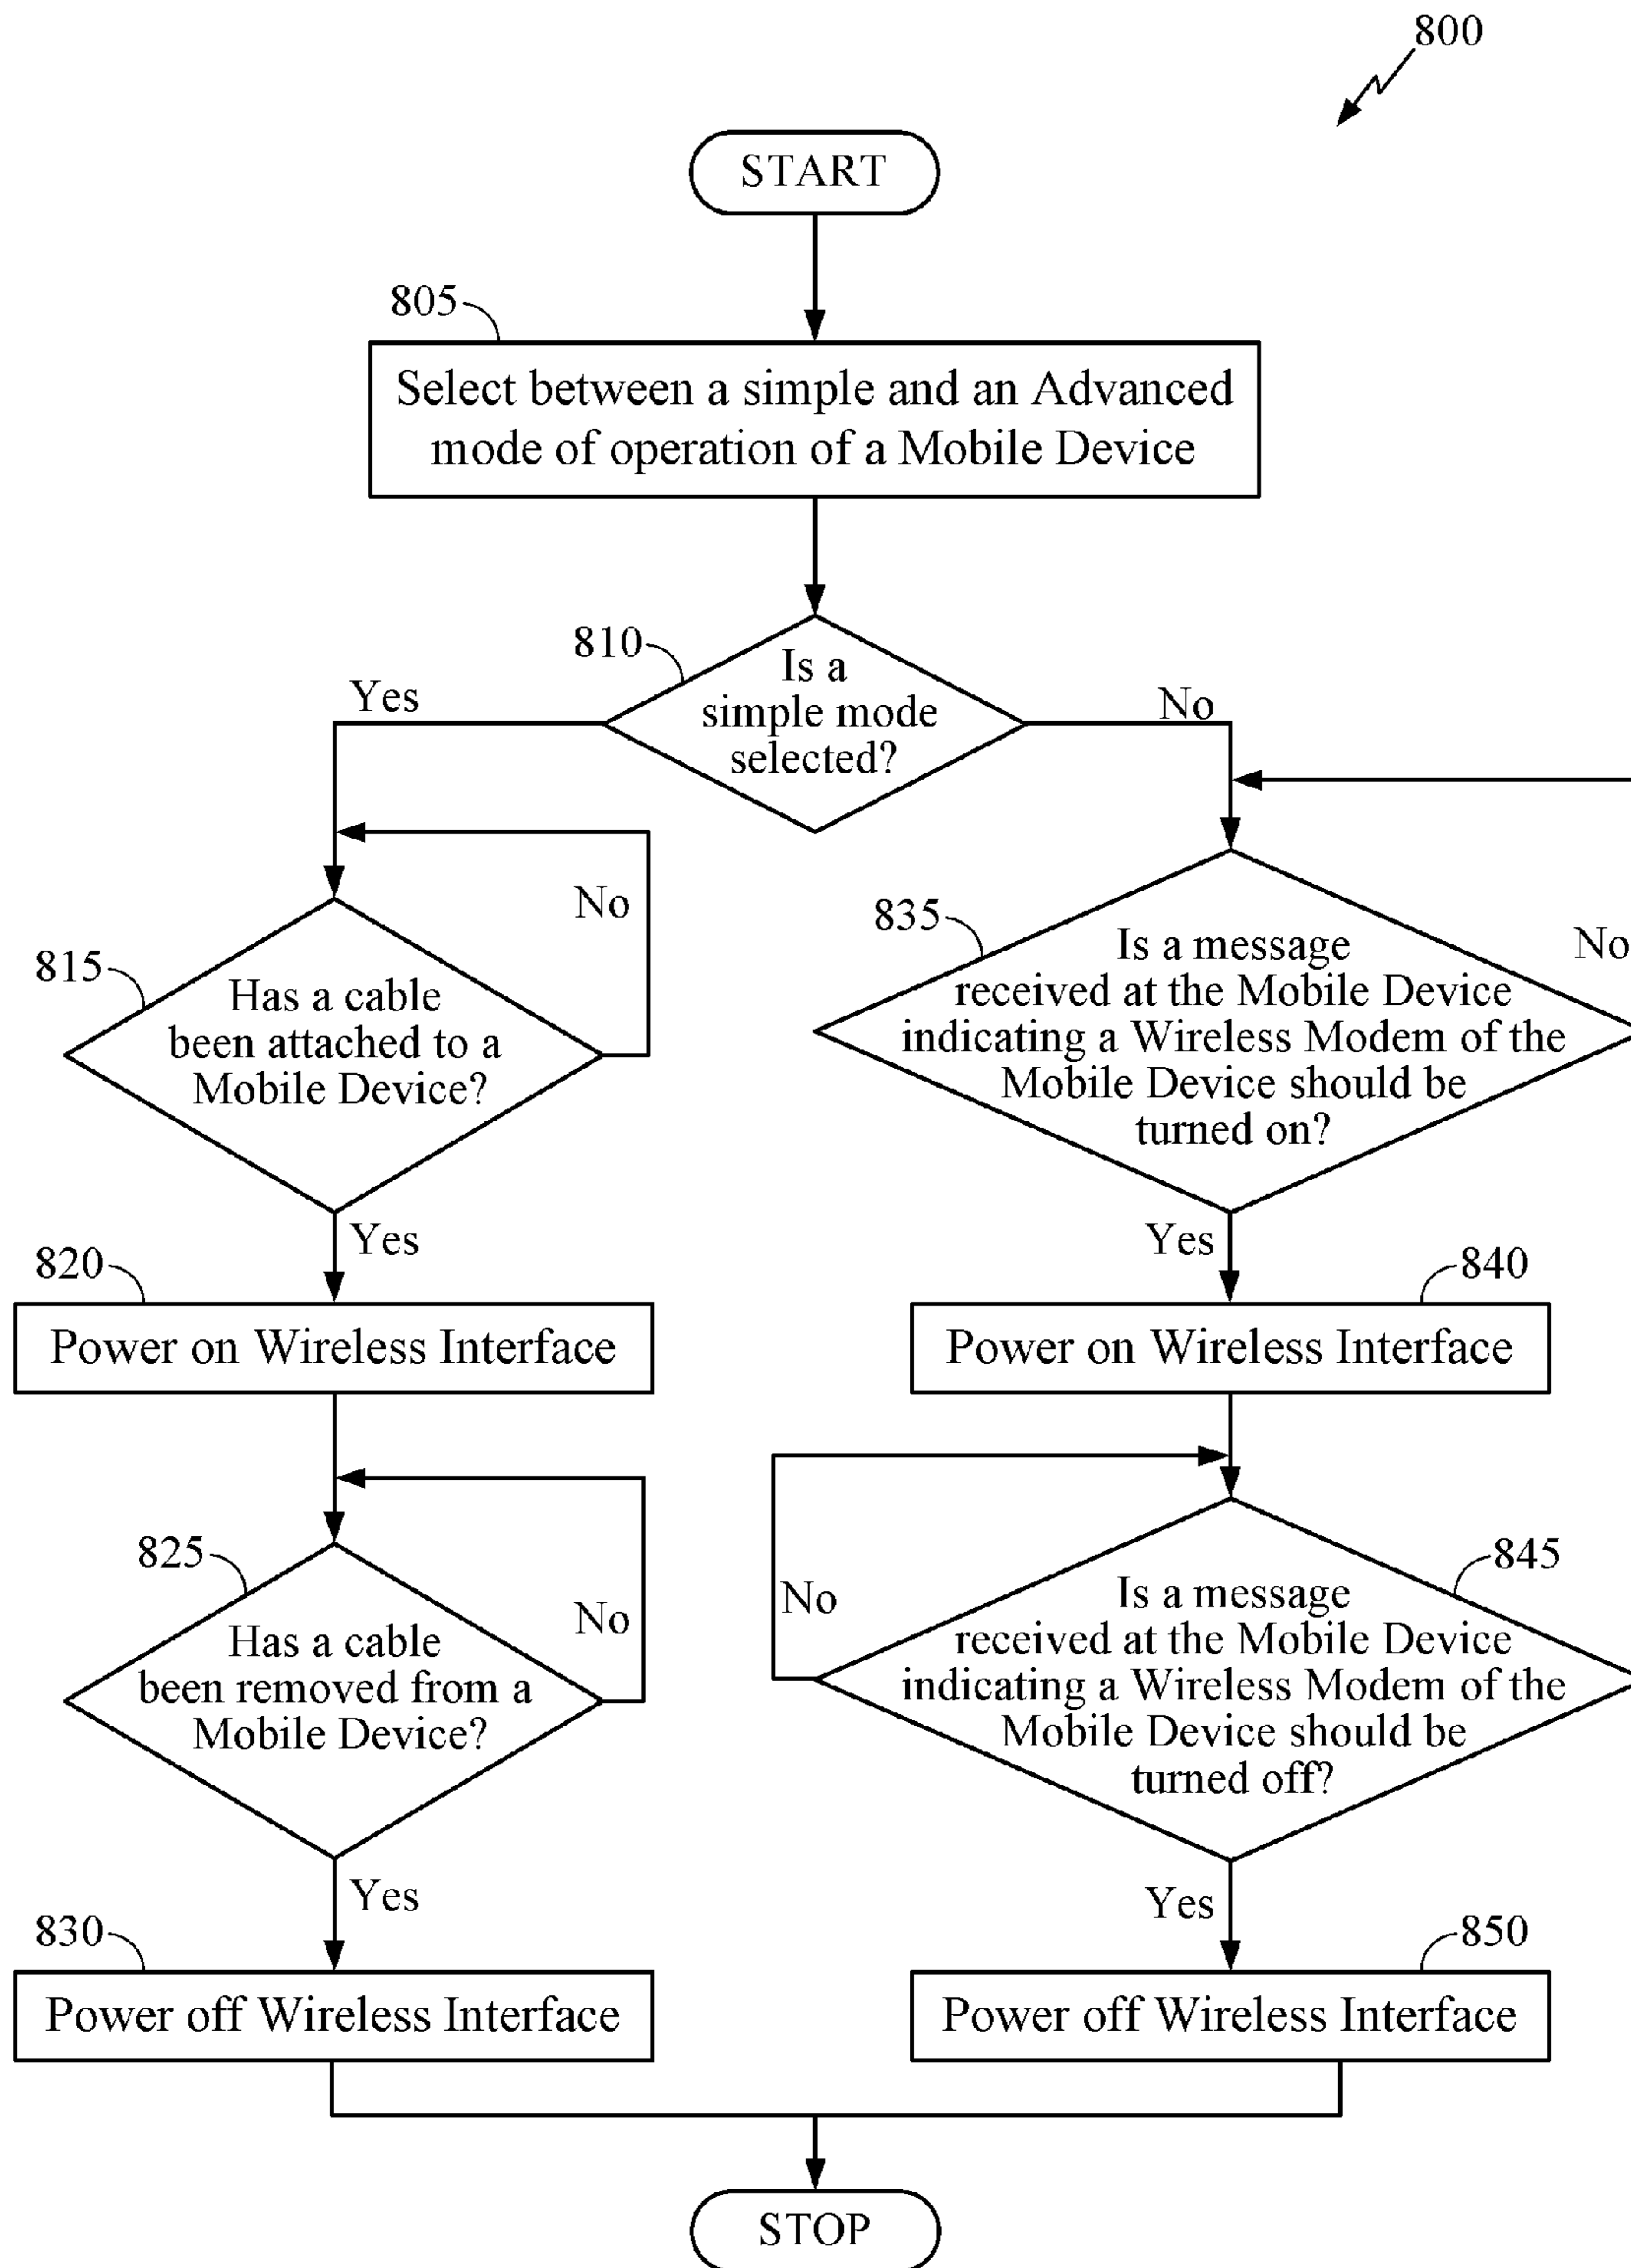 800
START
805
Select between a simple and an Advanced
mode of operation of a Mobile Device
810
Is a
simple mode
selected?
Yes
No
815
Has a cable
been attached to a
Mobile Device?
No
Yes
820
Power on Wireless Interface
825
Has a cable
been removed from a
Mobile Device?
No
Yes
830
Power off Wireless Interface
835
Is a message
received at the Mobile Device
indicating a Wireless Modem of the
Mobile Device should be
turned on?
No
Yes
840
Power on Wireless Interface
845
Is a message
received at the Mobile Device
indicating a Wireless Modem of the
Mobile Device should be
turned off?
No
Yes
850
Power off Wireless Interface
STOP